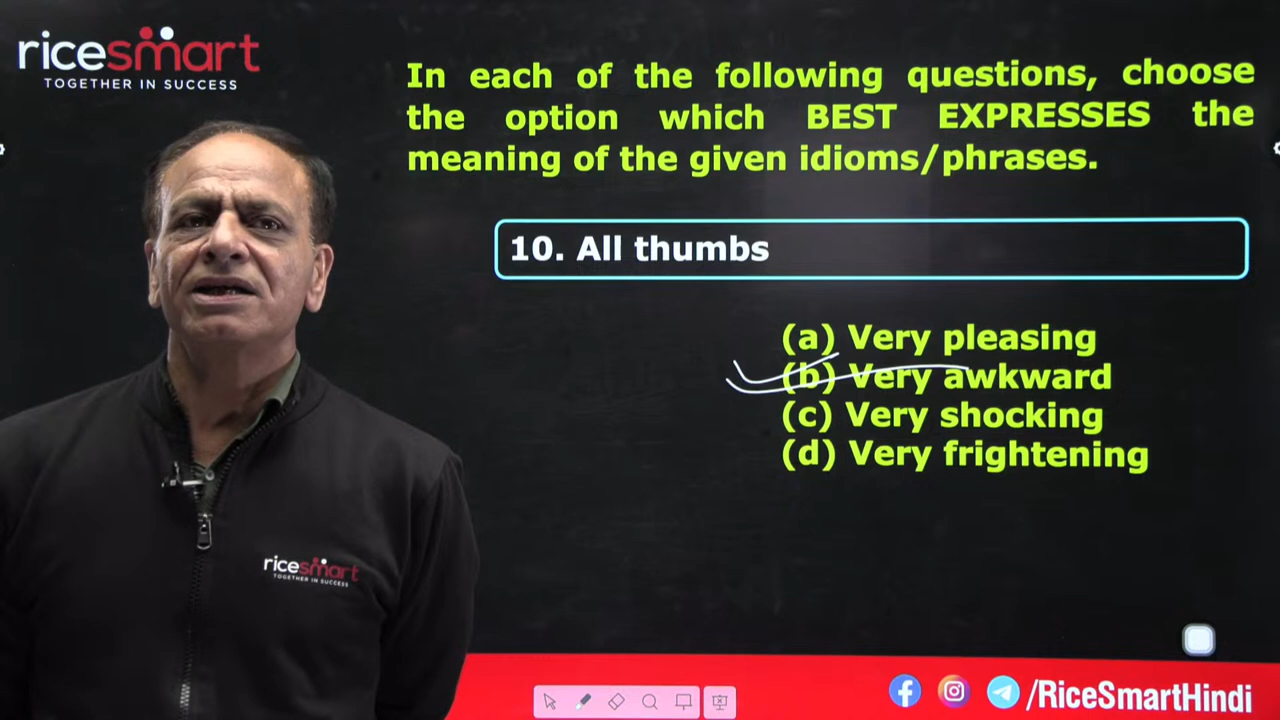 ricesmart
TOGETHER IN SUCCESS
In each of the following questions, choose
the option which BEST EXPRESSES the
meaning of the given idioms/phrases.
10. All thumbs
(a) Very pleasing
(b) Very awkward
(c) Very shocking
(d) Very frightening
ricesmart
TOGETHER IN SUCCESS
/RiceSmartHindi